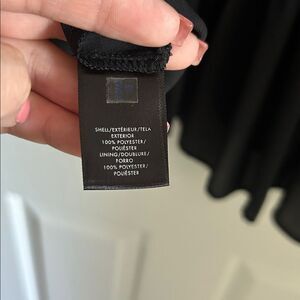 SHELL/EXTÉRIEUR/TELA
EXTERIOR
100% POLYESTER/
POLIÉSTER
LINING/DOUBLURE/
FORRO
100% POLYESTER/
POLIÉSTER